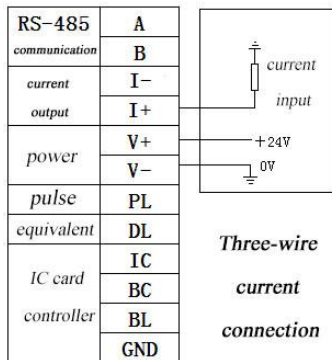 RS-485 A
communication B
current I-
output I+
power V+
V-
pulse PL
equivalent DL
IC card IC
BC
controller BL
GND
current
input
+24V
0V
Three-wire
current
connection